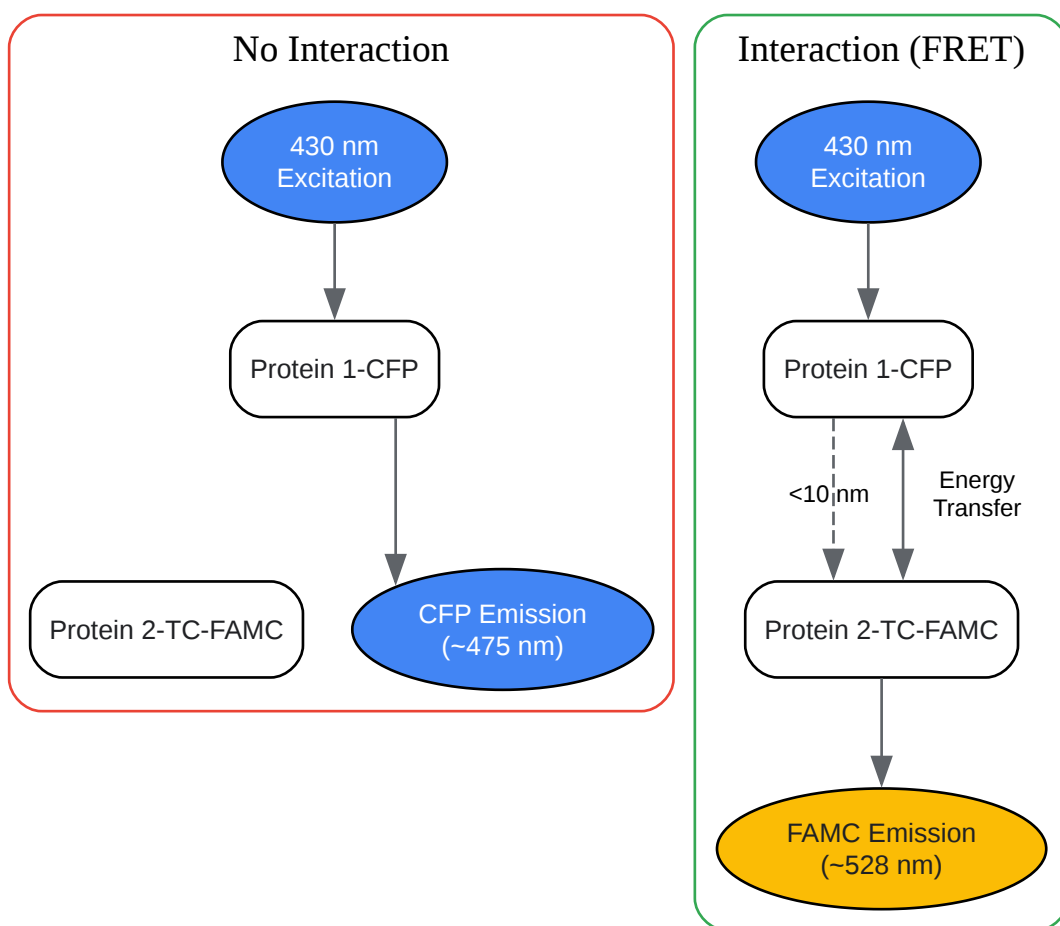 No Interaction
430 nm
Excitation
Protein 1-CFP
Protein 2-TC-FAMC
CFP Emission
(~475 nm)
Interaction (FRET)
430 nm
Excitation
Protein 1-CFP
<10 nm
Energy
Transfer
Protein 2-TC-FAMC
FAMC Emission
(~528 nm)